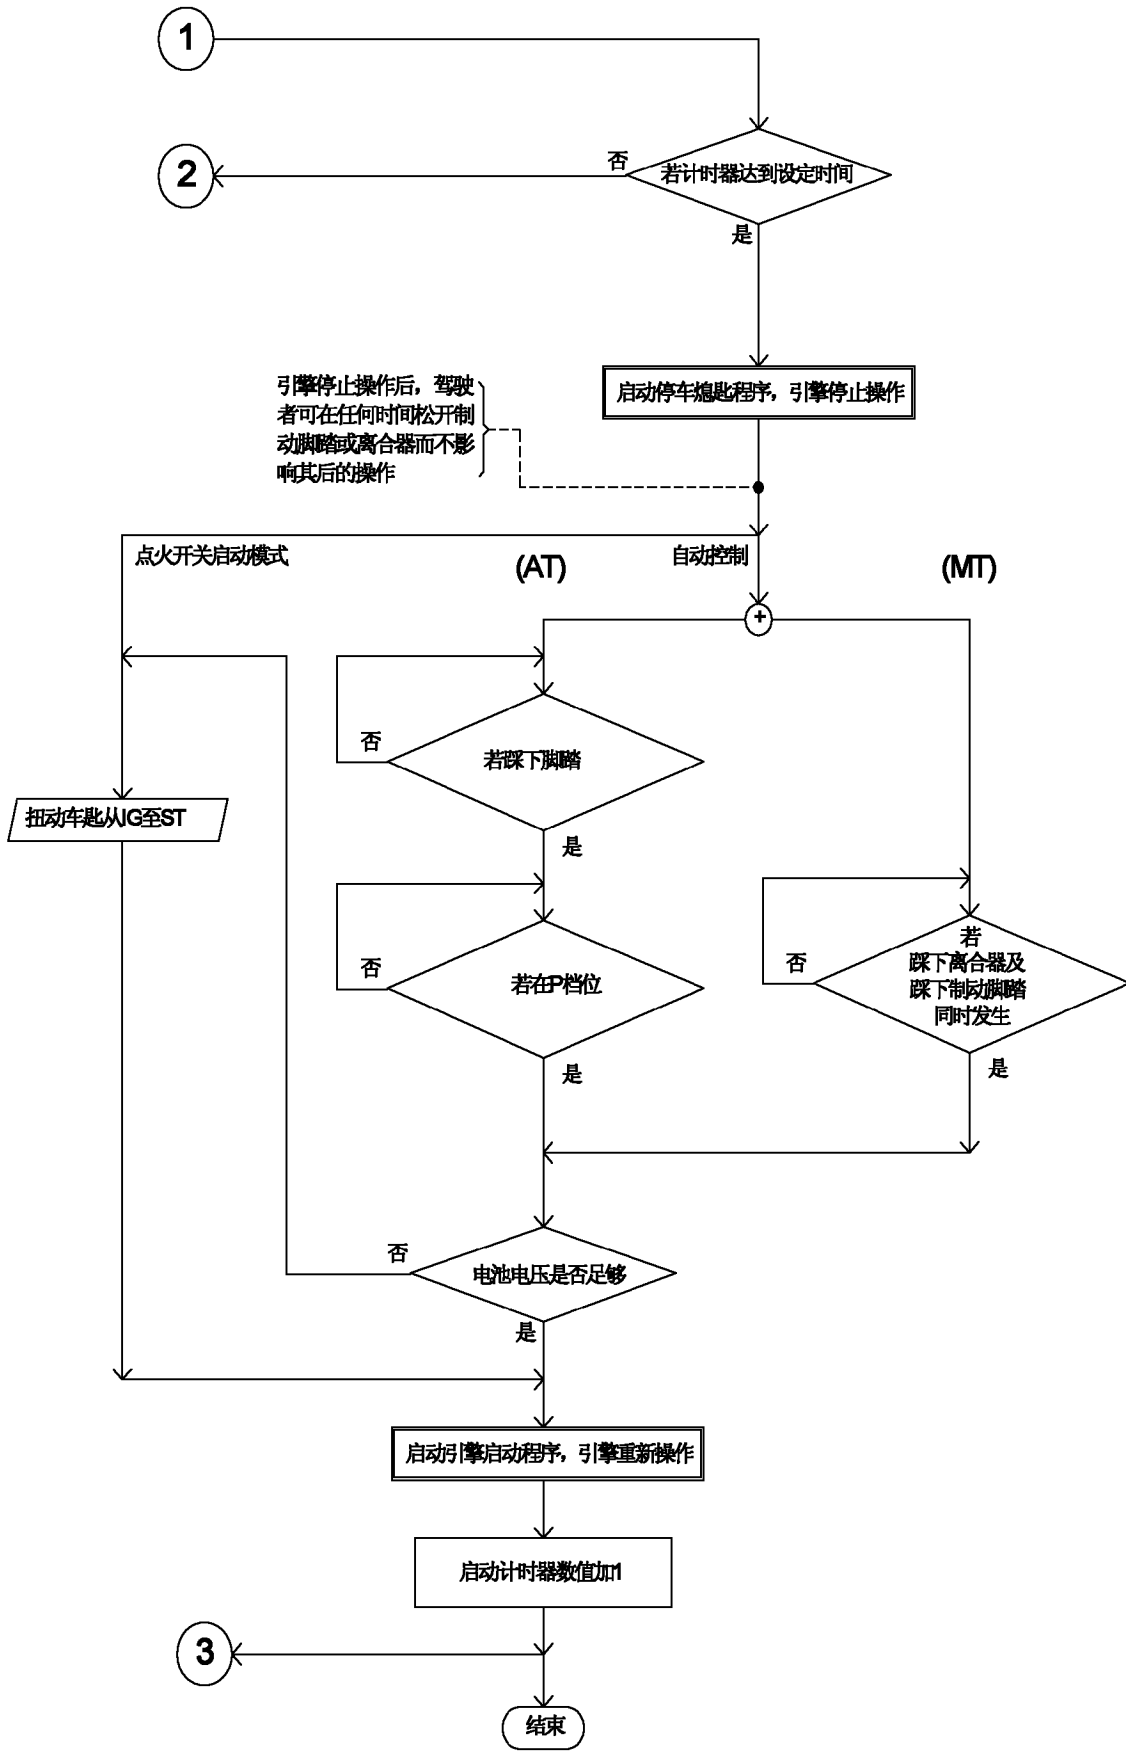 1
否
2
若计时器达到设定时间
是
引擎停止操作后，驾驶
者可在任何时间松开制
动脚踏或离合器而不影
响其后的操作
启动停车熄匙程序，引擎停止操作
点火开关启动模式
(AT)
自动控制
(MT)
+
否
若踩下脚踏
扭动车匙从IG至ST
是
否
若在P档位
是
若
踩下离合器及
踩下制动脚踏
同时发生
否
是
否
电池电压是否足够
是
启动引擎启动程序，引擎重新操作
启动计时器数值加1
3
结束